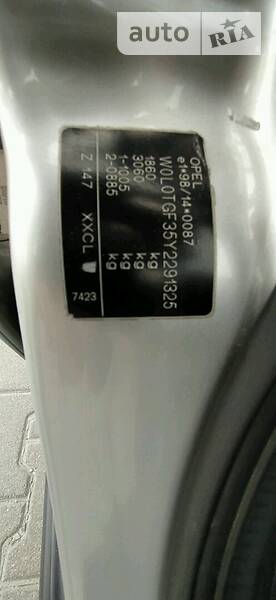 auto RIA
OPEL
e1*98/14*0087
W0L0TGF35Y2291325
1860 kg
3060 kg
1-1005 kg
2-0885 kg
Z 147 XXCL
7423